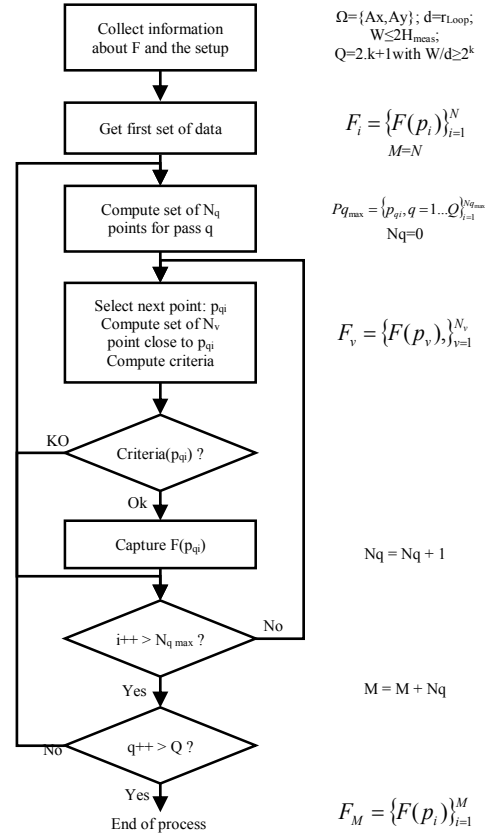 Collect information
about F and the setup
Ω={Ax,Ay}; d=r_Loop;
W≤2H_meas;
Q=2.k+1with W/d≥2^k
Get first set of data
F_i = {F(p_i)}_{i=1}^N
M=N
Compute set of N_q
points for pass q
Pq_max = {p_qi, q = 1...Q}_{i=1}^{Nq_max}
Nq=0
Select next point: p_qi
Compute set of N_v
point close to p_qi
Compute criteria
F_v = {F(p_v),}_{v=1}^{N_v}
KO
Criteria(p_qi) ?
Ok
Capture F(p_qi)
Nq = Nq + 1
i++ > N_q max ?
No
Yes
M = M + Nq
q++ > Q ?
No
Yes
End of process
F_M = {F(p_i)}_{i=1}^M